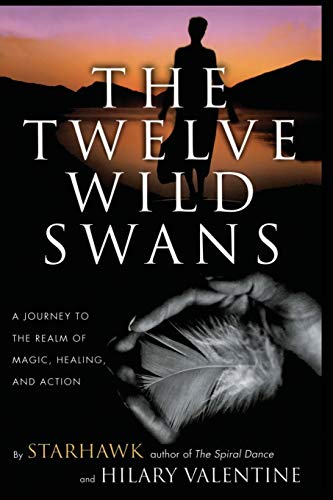 THE
TWELVE
WILD
SWANS
A JOURNEY TO
THE REALM OF
MAGIC, HEALING,
AND ACTION
By STARHAWK author of The Spiral Dance
and HILARY VALENTINE